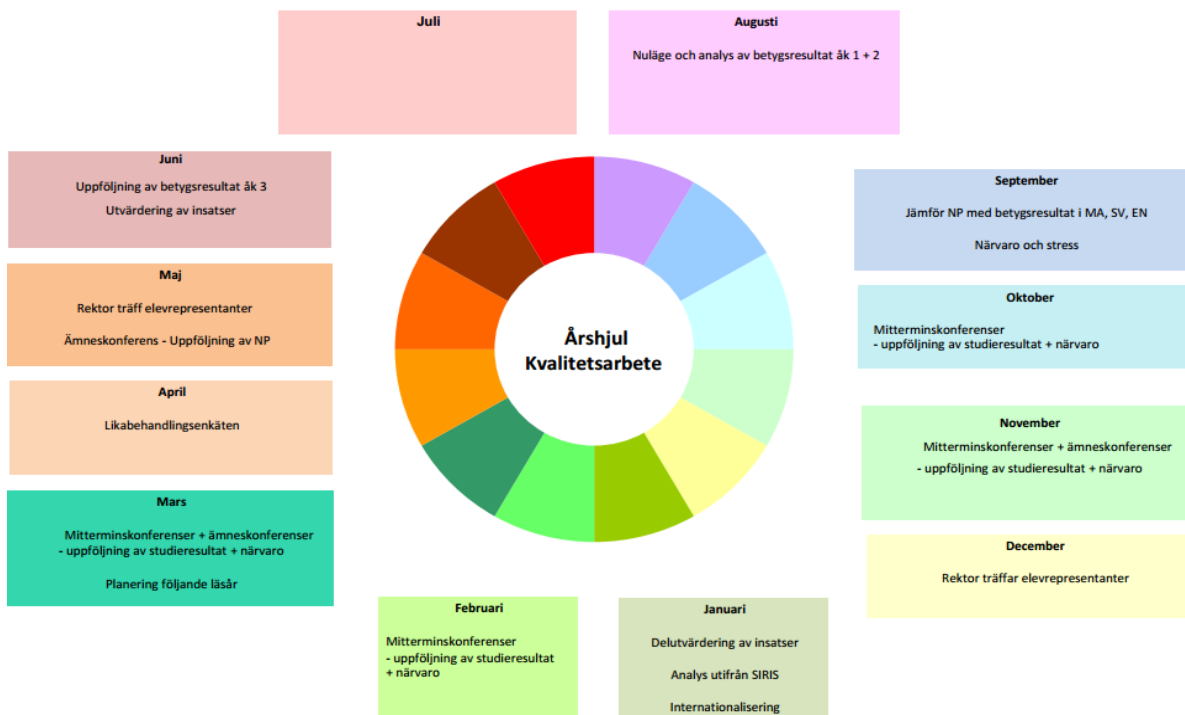 Juli
Augusti
Nuläge och analys av betygsresultat åk 1 + 2
Juni
Uppföljning av betygsresultat åk 3
Utvärdering av insatser
September
Jämför NP med betygsresultat i MA, SV, EN
Närvaro och stress
Maj
Rektor träff elevrepresentanter
Ämneskonferens - Uppföljning av NP
Oktober
Mitterminskonferenser
- uppföljning av studieresultat + närvaro
Årshjul
Kvalitetsarbete
April
Likabehandlingsenkäten
November
Mitterminskonferenser + ämneskonferenser
- uppföljning av studieresultat + närvaro
Mars
Mitterminskonferenser + ämneskonferenser
- uppföljning av studieresultat + närvaro
Planering följande läsår
December
Rektor träffar elevrepresentanter
Februari
Mitterminskonferenser
- uppföljning av studieresultat
+ närvaro
Januari
Delutvärdering av insatser
Analys utifrån SIRIS
Internationalisering